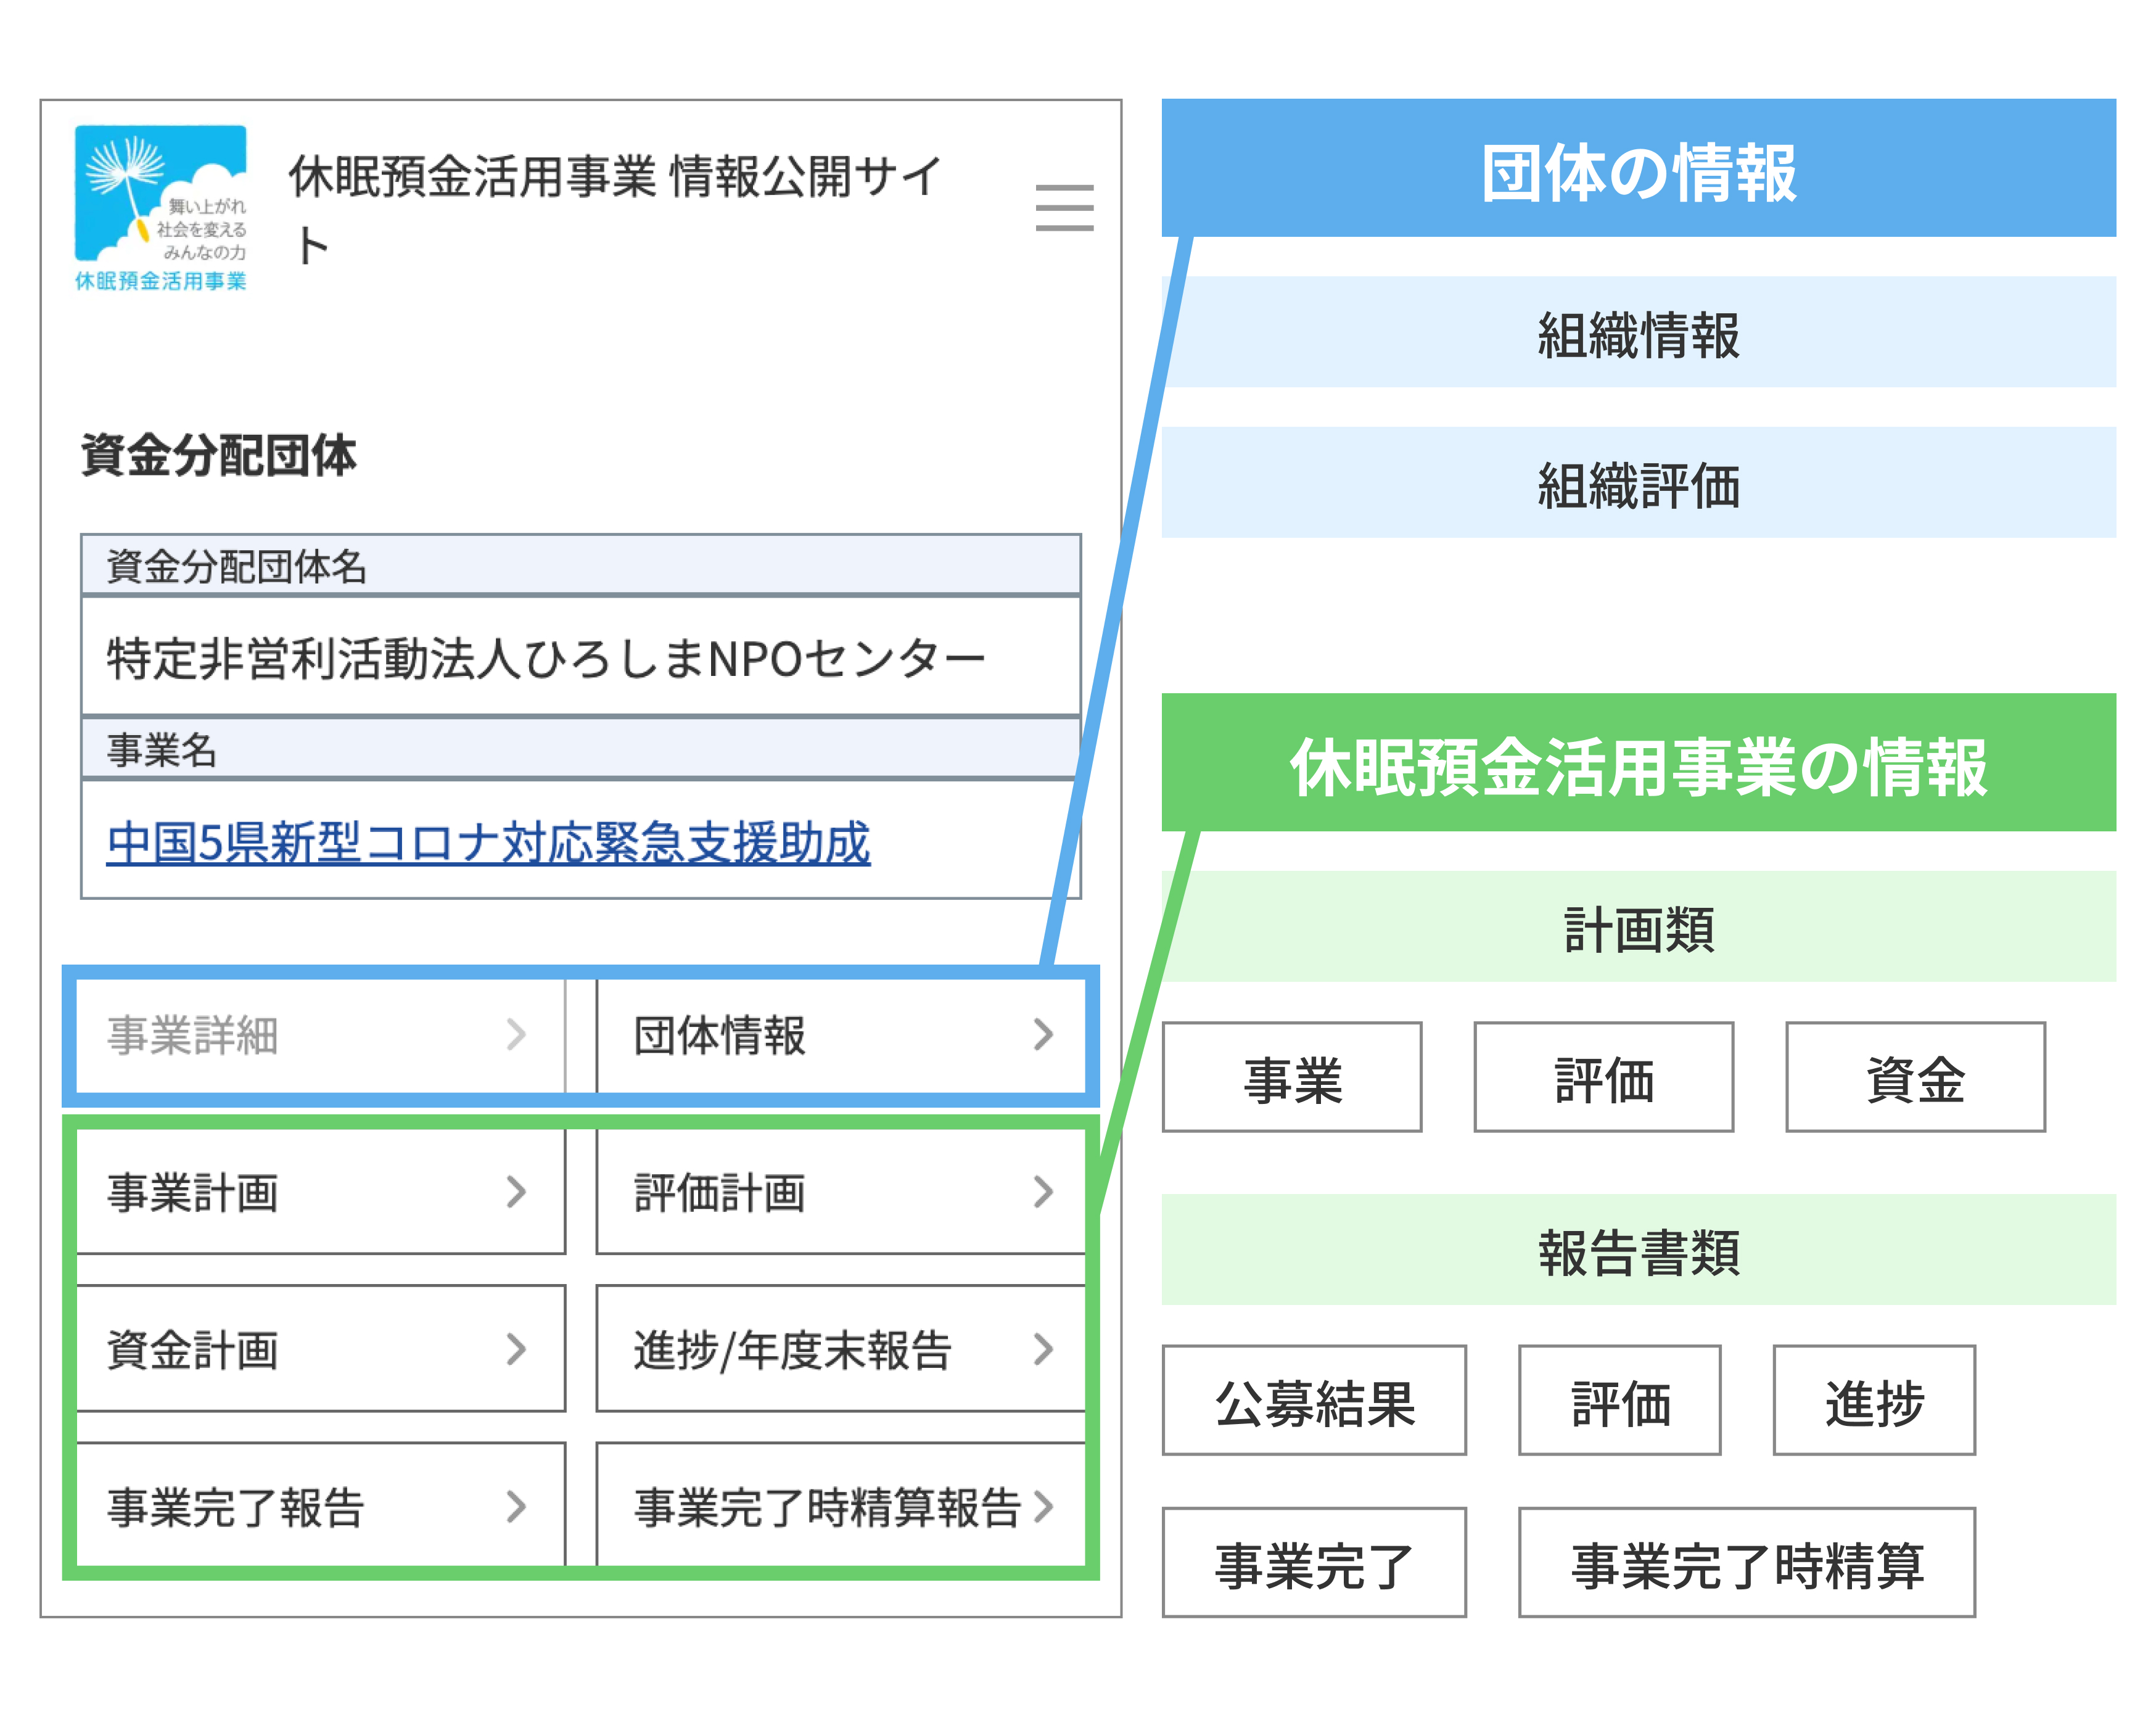 舞い上がれ
社会を変える
みんなの力
休眠預金活用事業
休眠預金活用事業 情報公開サイ
ト
資金分配団体
資金分配団体名
特定非営利活動法人ひろしまNPOセンター
事業名
中国5県新型コロナ対応緊急支援助成
事業詳細
団体情報
事業計画
評価計画
資金計画
進捗/年度末報告
事業完了報告
事業完了時精算報告
団体の情報
組織情報
組織評価
休眠預金活用事業の情報
計画類
事業
評価
資金
報告書類
公募結果
評価
進捗
事業完了
事業完了時精算